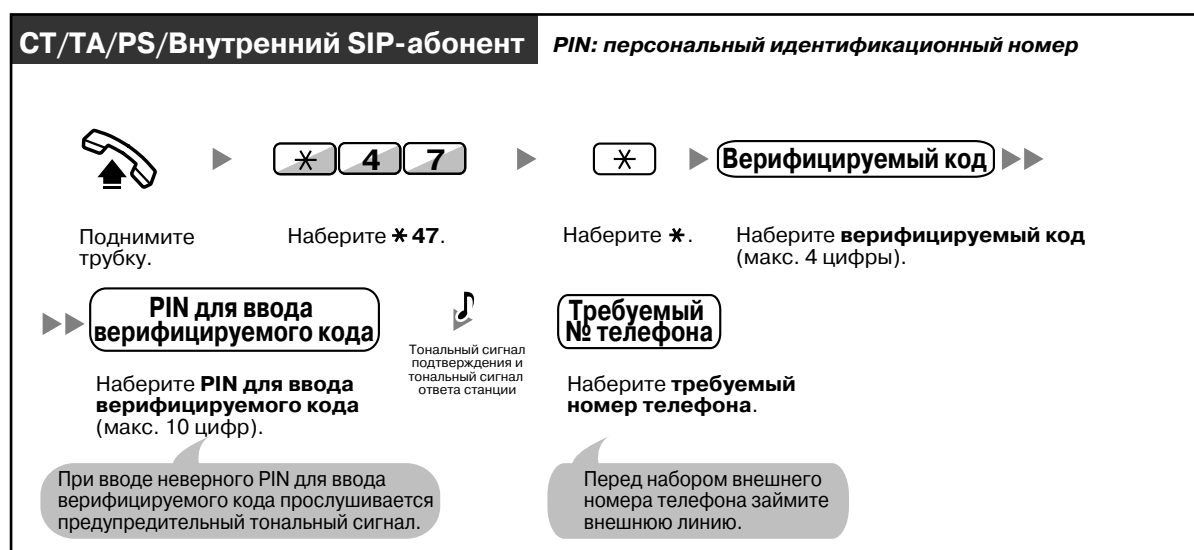 СТ/TA/PS/Внутренний SIP-абонент
PIN: персональный идентификационный номер
* 4 7
*
Верифицируемый код
Поднимите
трубку.
Наберите * 47.
Наберите *.
Наберите верифицируемый код
(макс. 4 цифры).
PIN для ввода
верифицируемого кода
Тональный сигнал
подтверждения и
тональный сигнал
ответа станции
Требуемый
№ телефона
Наберите PIN для ввода
верифицируемого кода
(макс. 10 цифр).
Наберите требуемый
номер телефона.
При вводе неверного PIN для ввода
верифицируемого кода прослушивается
предупредительный тональный сигнал.
Перед набором внешнего
номера телефона займите
внешнюю линию.